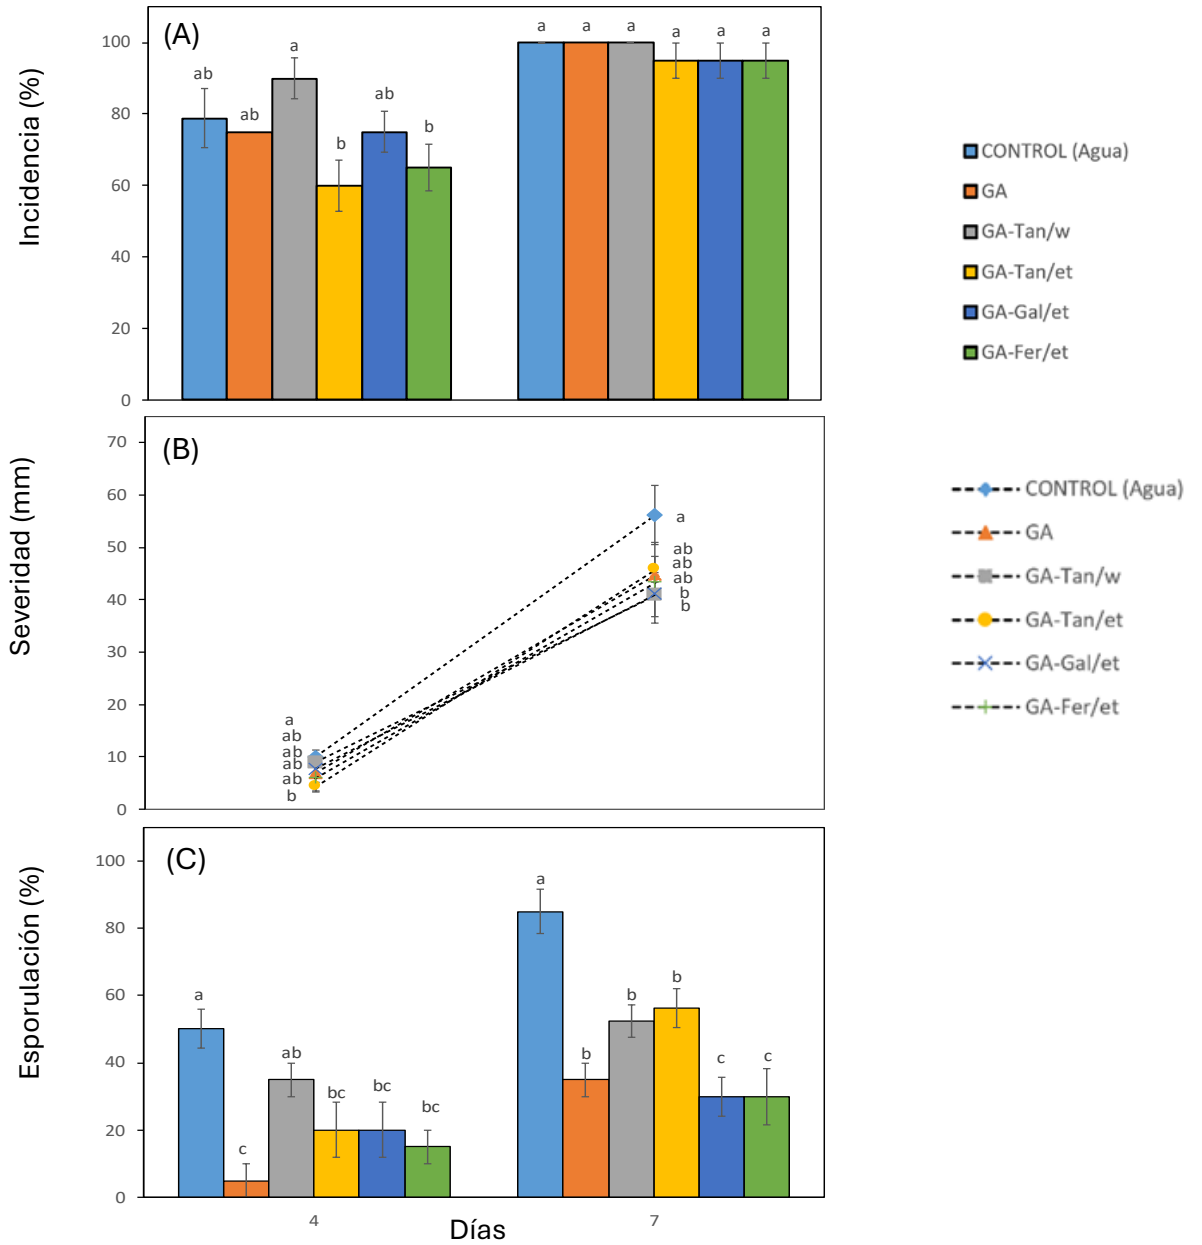 (A)
Incidencia (%)
100
80
60
40
20
0
ab
ab
a
b
ab
b
a
a
a
a
a
a
CONTROL (Agua)
GA
GA-Tan/w
GA-Tan/et
GA-Gal/et
GA-Fer/et
(B)
Severidad (mm)
70
60
50
40
30
20
10
0
a
ab
ab
ab
ab
b
a
ab
ab
ab
b
b
CONTROL (Agua)
GA
GA-Tan/w
GA-Tan/et
GA-Gal/et
GA-Fer/et
(C)
Esporulación (%)
100
80
60
40
20
0
a
c
ab
bc
bc
bc
a
b
b
b
c
c
4
7
Días